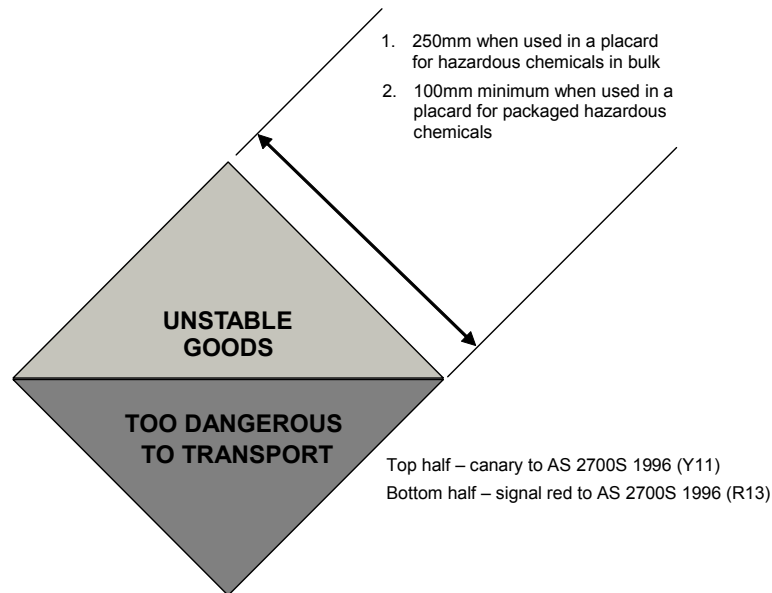 1. 250mm when used in a placard
for hazardous chemicals in bulk
2. 100mm minimum when used in a
placard for packaged hazardous
chemicals
UNSTABLE
GOODS
TOO DANGEROUS
TO TRANSPORT
Top half – canary to AS 2700S 1996 (Y11)
Bottom half – signal red to AS 2700S 1996 (R13)